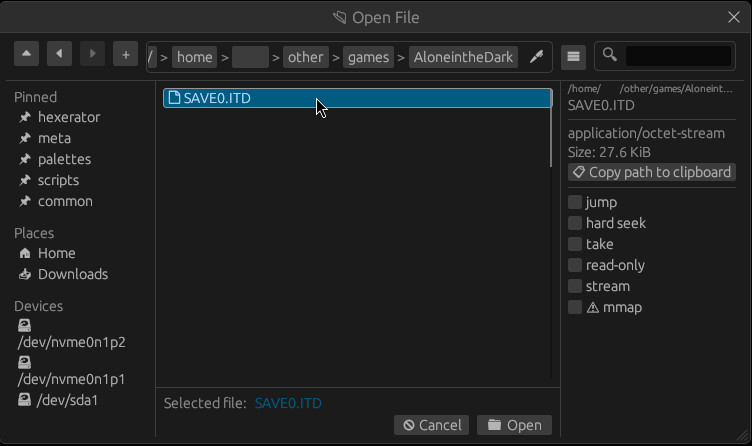 Open File
/ > home > > other > games > AloneintheDark
Pinned
hexerator
meta
palettes
scripts
common
Places
Home
Downloads
Devices
/dev/nvme0n1p2
/dev/nvme0n1p1
/dev/sda1
SAVE0.ITD
Selected file: SAVE0.ITD
Cancel Open
/home/ /other/games/Aloneint...
SAVE0.ITD
application/octet-stream
Size: 27.6 KiB
Copy path to clipboard
jump
hard seek
take
read-only
stream
⚠ mmap